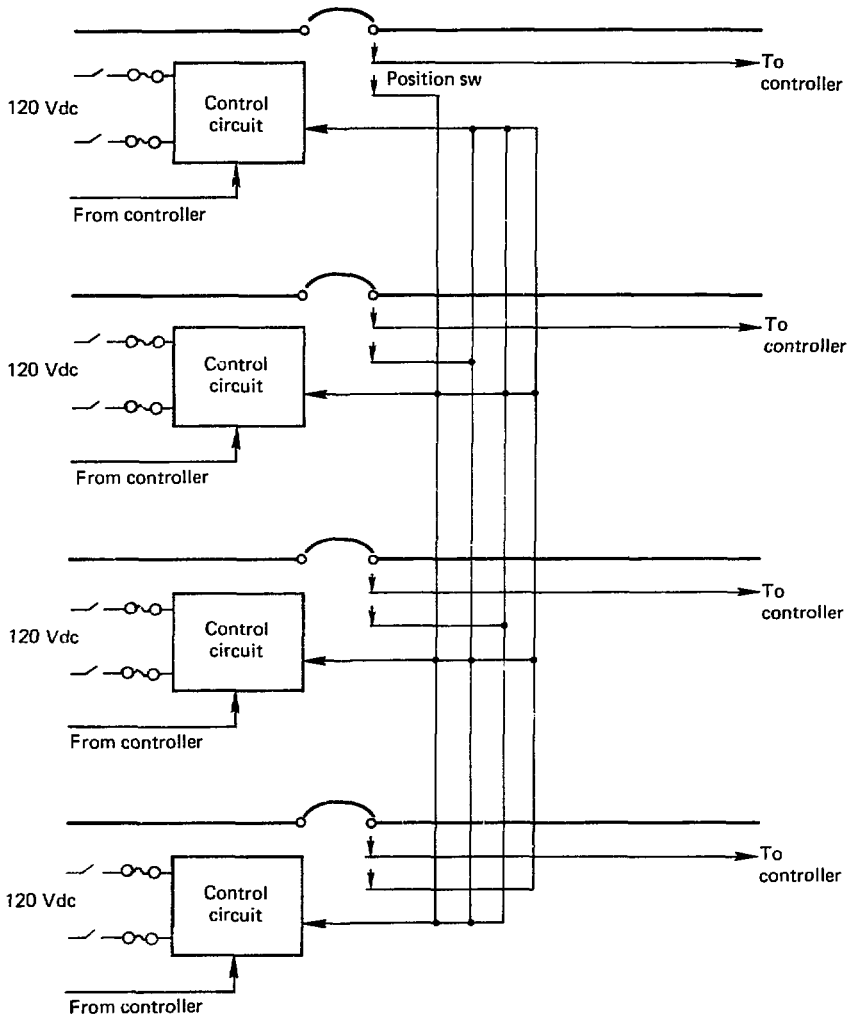 To
controller
Position sw
Control
circuit
120 Vdc
From controller
To
controller
Control
circuit
120 Vdc
From controller
To
controller
Control
circuit
120 Vdc
From controller
To
controller
Control
circuit
120 Vdc
From controller